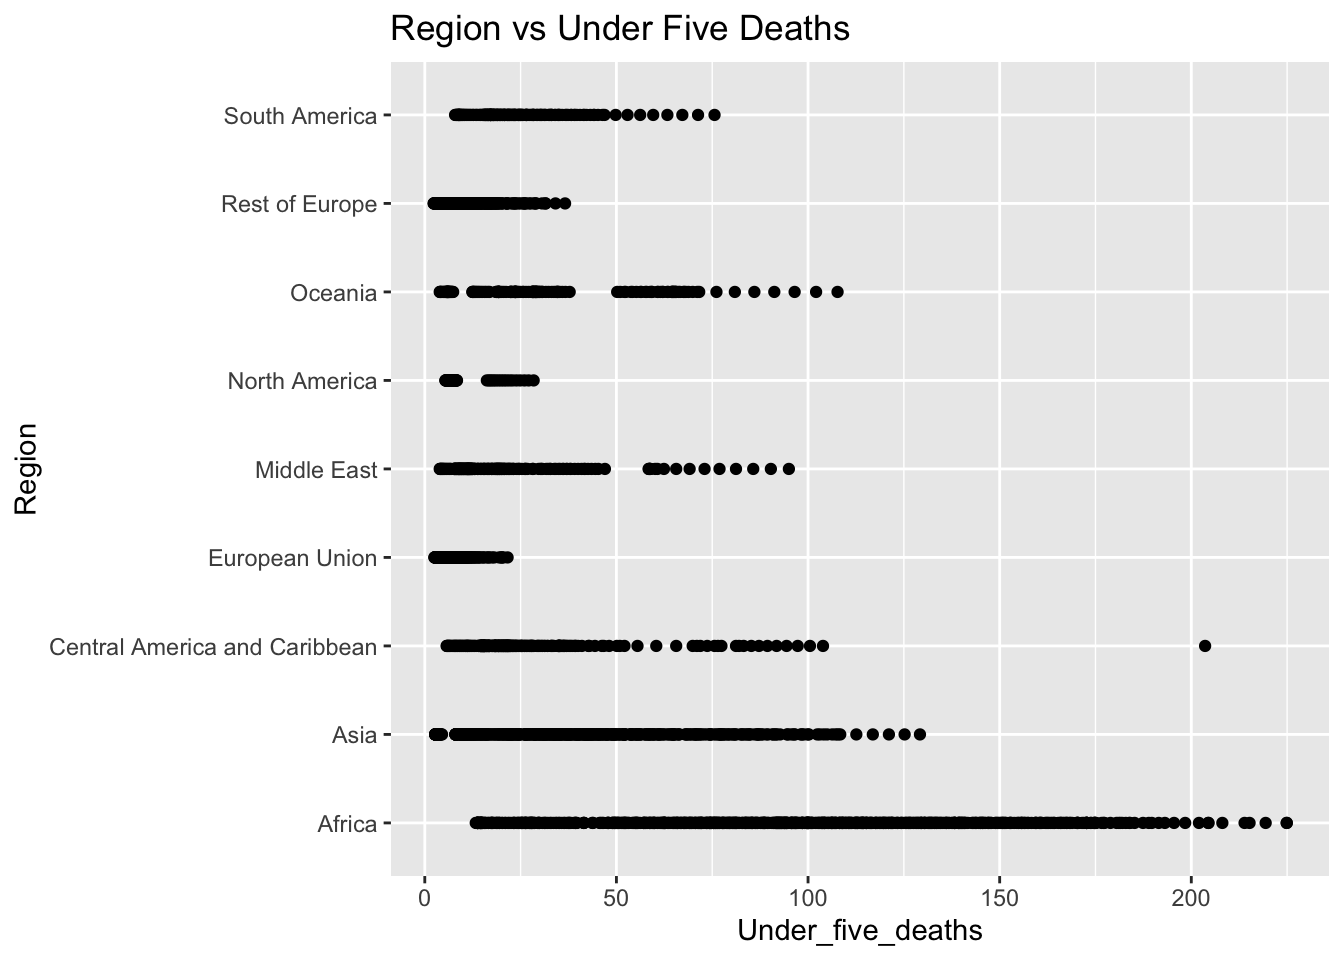 Region vs Under Five Deaths
South America
Rest of Europe
Oceania
North America
Middle East
European Union
Central America and Caribbean
Asia
Africa
Region
0 50 100 150 200
Under_five_deaths